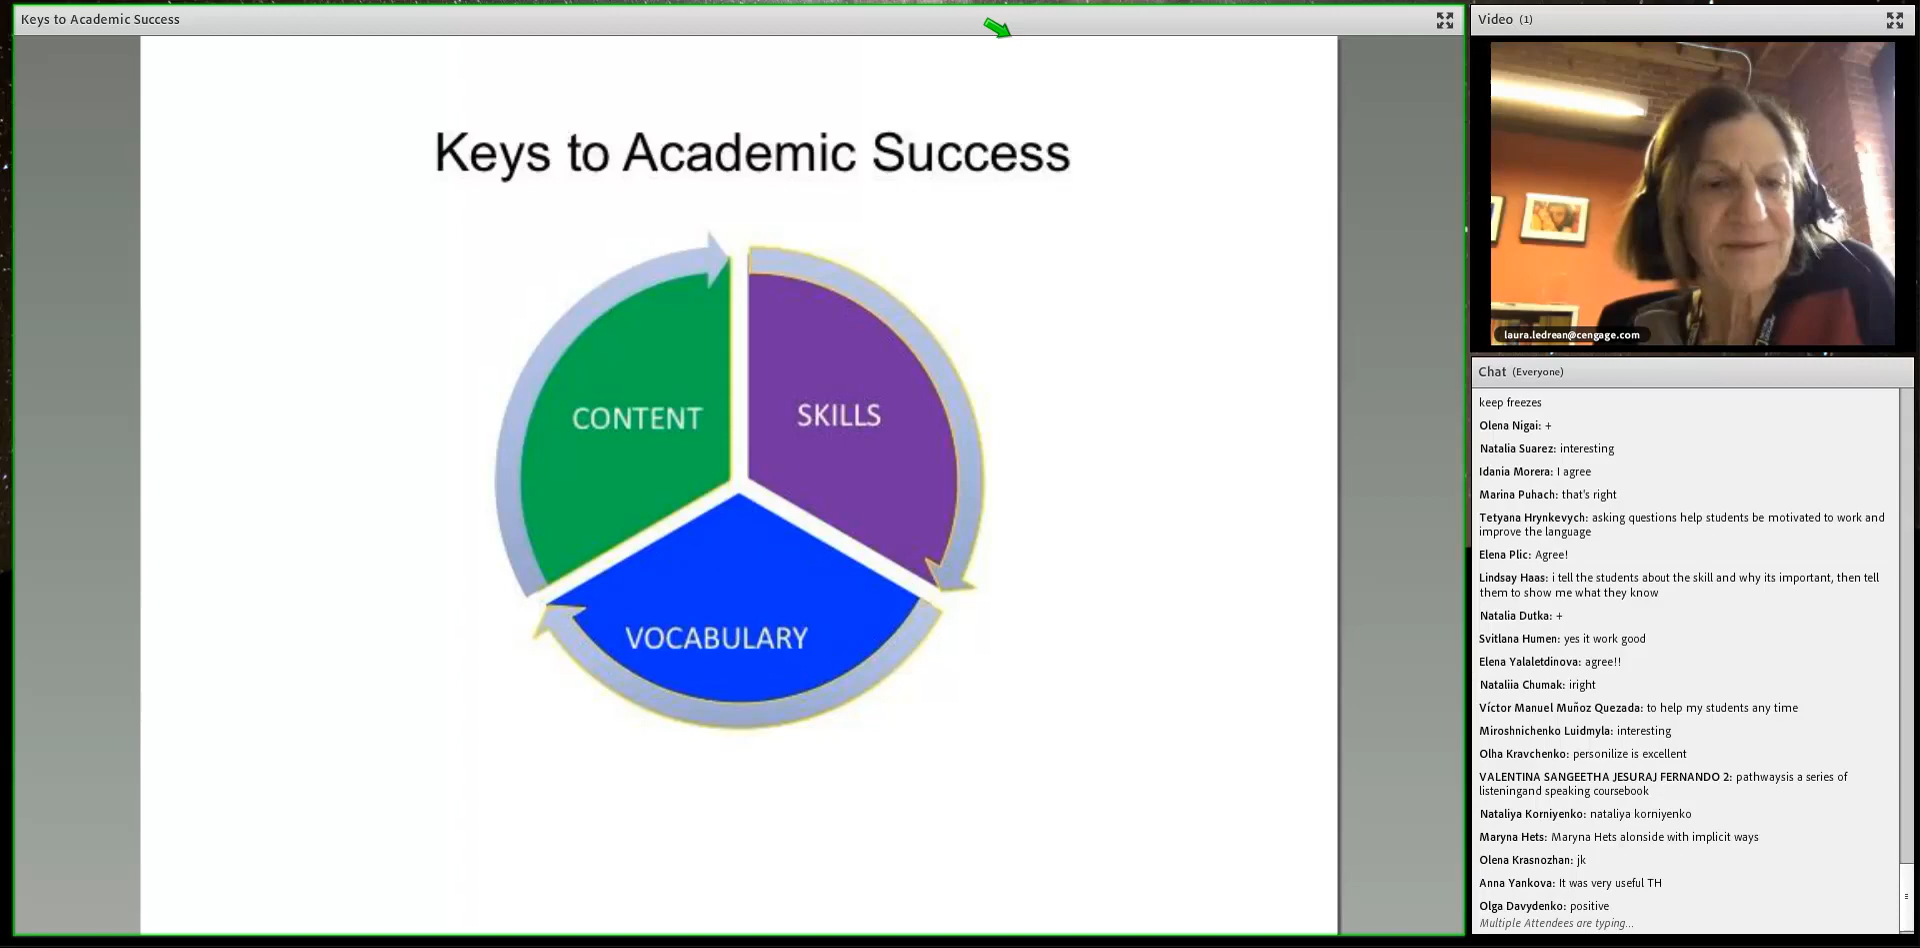 Keys to Academic Success
Keys to Academic Success
CONTENT
SKILLS
VOCABULARY
Video (1)
laura.ledrean@cengage.com
Chat (Everyone)
keep freezes
Olena Nigai: +
Natalia Suarez: interesting
Idania Morera: I agree
Marina Puhach: that's right
Tetyana Hrynkevych: asking questions help students be motivated to work and
improve the language
Elena Plic: Agree!
Lindsay Haas: i tell the students about the skill and why its important, then tell
them to show me what they know
Natalia Dutka: +
Svitlana Humen: yes it work good
Elena Yalaletdinova: agree!!
Nataliia Chumak: iright
Víctor Manuel Muñoz Quezada: to help my students any time
Miroshnichenko Luidmyla: interesting
Olha Kravchenko: personilize is excellent
VALENTINA SANGEETHA JESURAJ FERNANDO 2: pathwaysis a series of
listeningand speaking coursebook
Nataliya Korniyenko: nataliya korniyenko
Maryna Hets: Maryna Hets alonside with implicit ways
Olena Krasnozhan: jk
Anna Yankova: It was very useful TH
Olga Davydenko: positive
Multiple Attendees are typing...